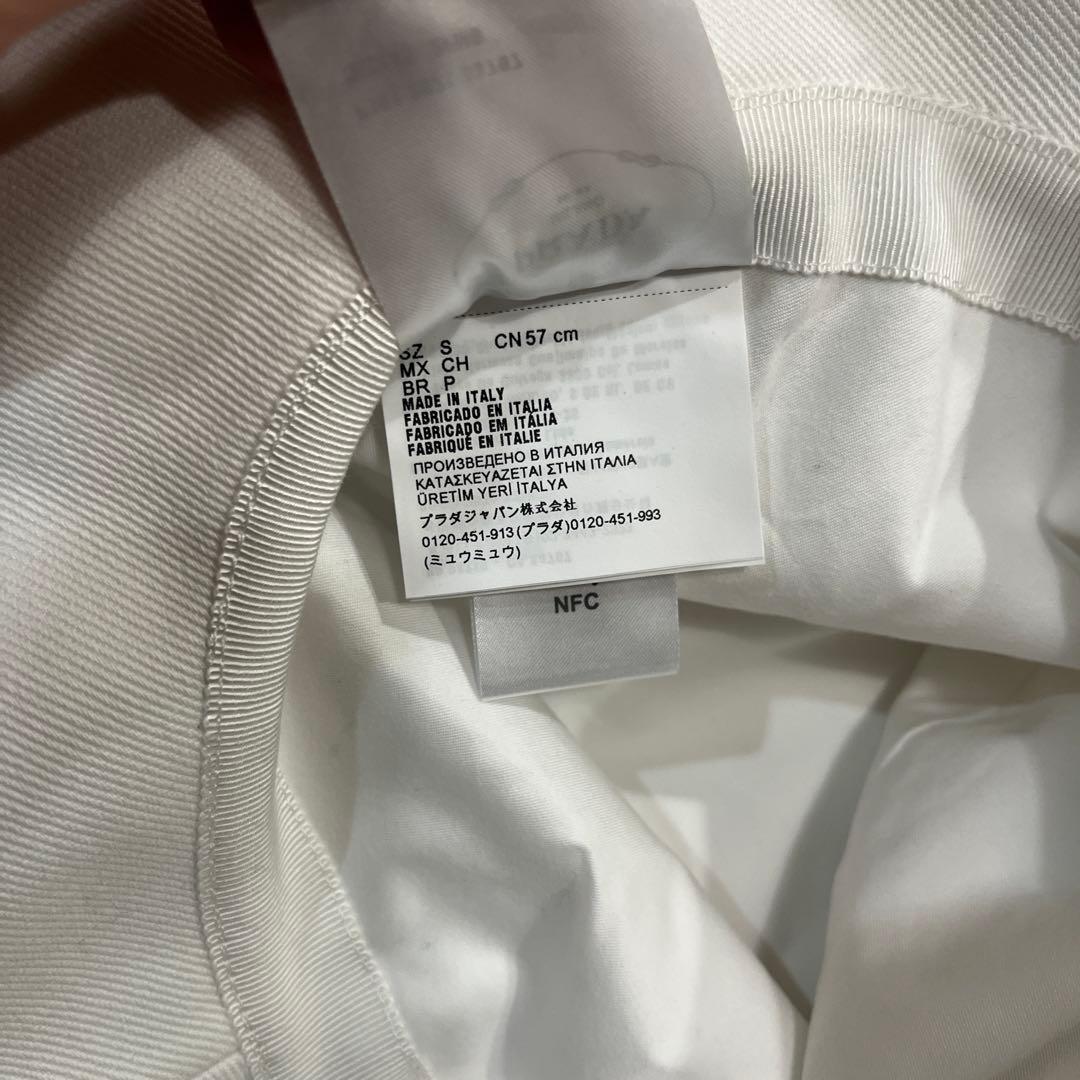 SZ S CN 57 cm
MX CH
BR P
MADE IN ITALY
FABRICADO EN ITALIA
FABRICADO EM ITÁLIA
FABRIQUÉ EN ITALIE
ПРОИЗВЕДЕНО В ИТАЛИЯ
ΚΑΤΑΣΚΕΥΑΖΕΤΑΙ ΣΤΗΝ ΙΤΑΛΙΑ
ÜRETİM YERİ İTALYA
プラダジャパン株式会社
0120-451-913(プラダ)0120-451-993
(ミュウミュウ)
NFC